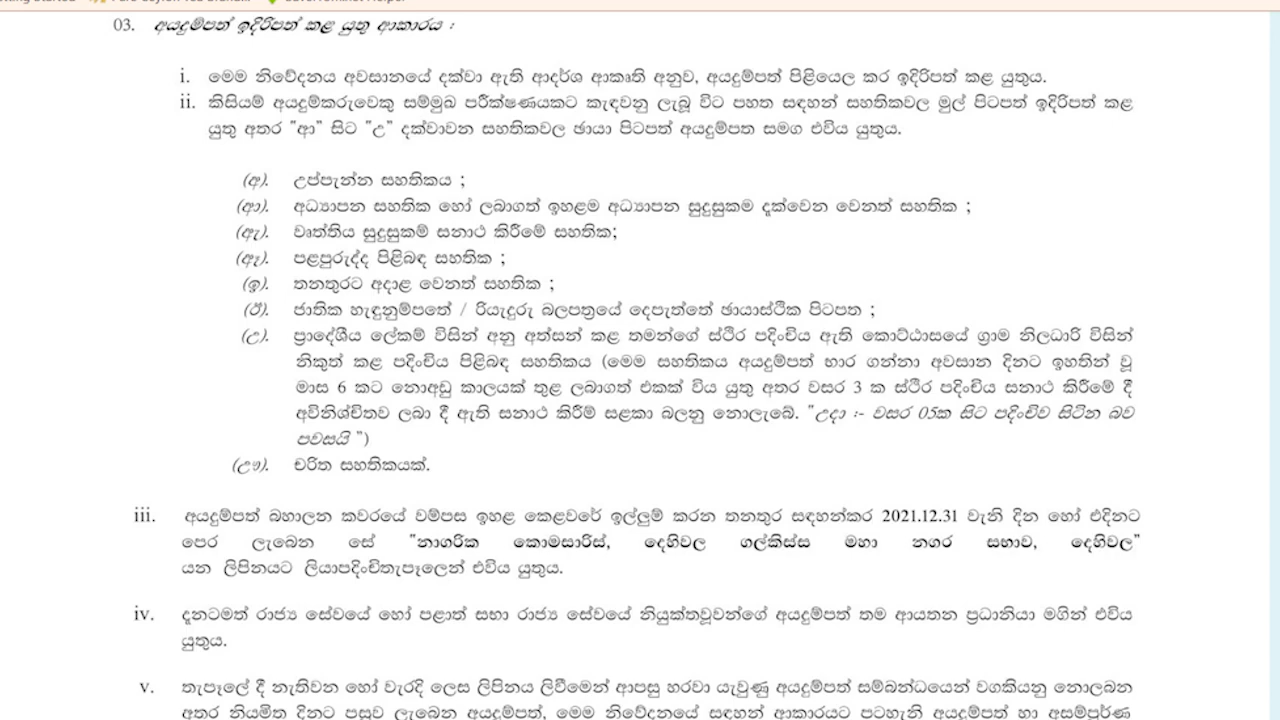 03. අයදුම්පත් ඉදිරිපත් කළ යුතු ආකාරය :
i. මෙම නිවේදනය අවසානයේ දක්වා ඇති ආදර්ශ ආකෘති අනුව, අයදුම්පත් පිළියෙල කර ඉදිරිපත් කළ යුතුය.
ii. කිසියම් අයදුම්කරුවෙකු සම්මුඛ පරීක්ෂණයකට කැඳවනු ලැබූ විට පහත සඳහන් සහතිකවල මුල් පිටපත් ඉදිරිපත් කළ
යුතු අතර "ආ" සිට "උ" දක්වාවන සහතිකවල ඡායා පිටපත් අයදුම්පත සමග එවිය යුතුය.
(අ). උප්පැන්න සහතිකය ;
(ආ). අධ්‍යාපන සහතික හෝ ලබාගත් ඉහළම අධ්‍යාපන සුදුසුකම දැක්වෙන වෙනත් සහතික ;
(ඇ). වෘත්තිය සුදුසුකම් සනාථ කිරීමේ සහතික;
(ඈ). පළපුරුද්ද පිළිබඳ සහතික ;
(ඉ). තනතුරට අදාළ වෙනත් සහතික ;
(ඊ). ජාතික හැඳුනුම්පතේ / රියැදුරු බලපත්‍රයේ දෙපැත්තේ ඡායාස්ථික පිටපත ;
(උ). ප්‍රාදේශීය ලේකම් විසින් අනු අත්සන් කළ තමන්ගේ ස්ථිර පදිංචිය ඇති කොට්ඨාසයේ ග්‍රාම නිලධාරි විසින්
නිකුත් කළ පදිංචිය පිළිබඳ සහතිකය (මෙම සහතිකය අයදුම්පත් භාර ගන්නා අවසාන දිනට ඉහතින් වූ
මාස 6 කට නොඅඩු කාලයක් තුළ ලබාගත් එකක් විය යුතු අතර වසර 3 ක ස්ථිර පදිංචිය සනාථ කිරීමේ දී
අවිනිශ්චිතව ලබා දී ඇති සනාථ කිරීම් සළකා බලනු නොලැබේ. "උදා :- වසර 05ක සිට පදිංචිව සිටින බව
පවසයි ")
(ඌ). චරිත සහතිකයක්.
iii. අයදුම්පත් බහාලන කවරයේ වම්පස ඉහළ කෙළවරේ ඉල්ලුම් කරන තනතුර සඳහන්කර 2021.12.31 වැනි දින හෝ එදිනට
පෙර ලැබෙන සේ "නාගරික කොමසාරිස්, දෙහිවල ගල්කිස්ස මහා නගර සභාව, දෙහිවල"
යන ලිපිනයට ලියාපදිංචිතැපෑලෙන් එවිය යුතුය.
iv. දැනටමත් රාජ්‍ය සේවයේ හෝ පළාත් සභා රාජ්‍ය සේවයේ නියුක්තවූවන්ගේ අයදුම්පත් තම ආයතන ප්‍රධානියා මගින් එවිය
යුතුය.
v. තැපෑලේ දී නැතිවන හෝ වැරදි ලෙස ලිපිනය ලිවීමෙන් ආපසු හරවා යැවුණු අයදුම්පත් සම්බන්ධයෙන් වගකියනු නොලබන
අතර නියමිත දිනට පසුව ලැබෙන අයදුම්පත්, මෙම නිවේදනයේ සඳහන් ආකාරයට පටහැනි අයදුම්පත් හා අසම්පූර්ණ